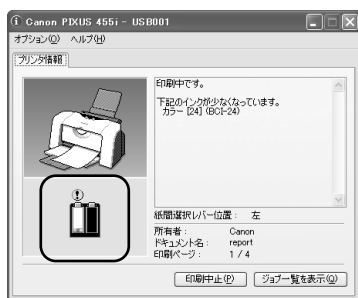 Canon PIXUS 455i - USB001
オプション(O) ヘルプ(H)
プリンタ情報
印刷中です。
下記のインクが少なくなっています。
カラー [24] (BCI-24)
紙間選択レバー位置： 左
所有者： Canon
ドキュメント名： report
印刷ページ： 1 / 4
印刷中止(P) ジョブ一覧を表示(Q)